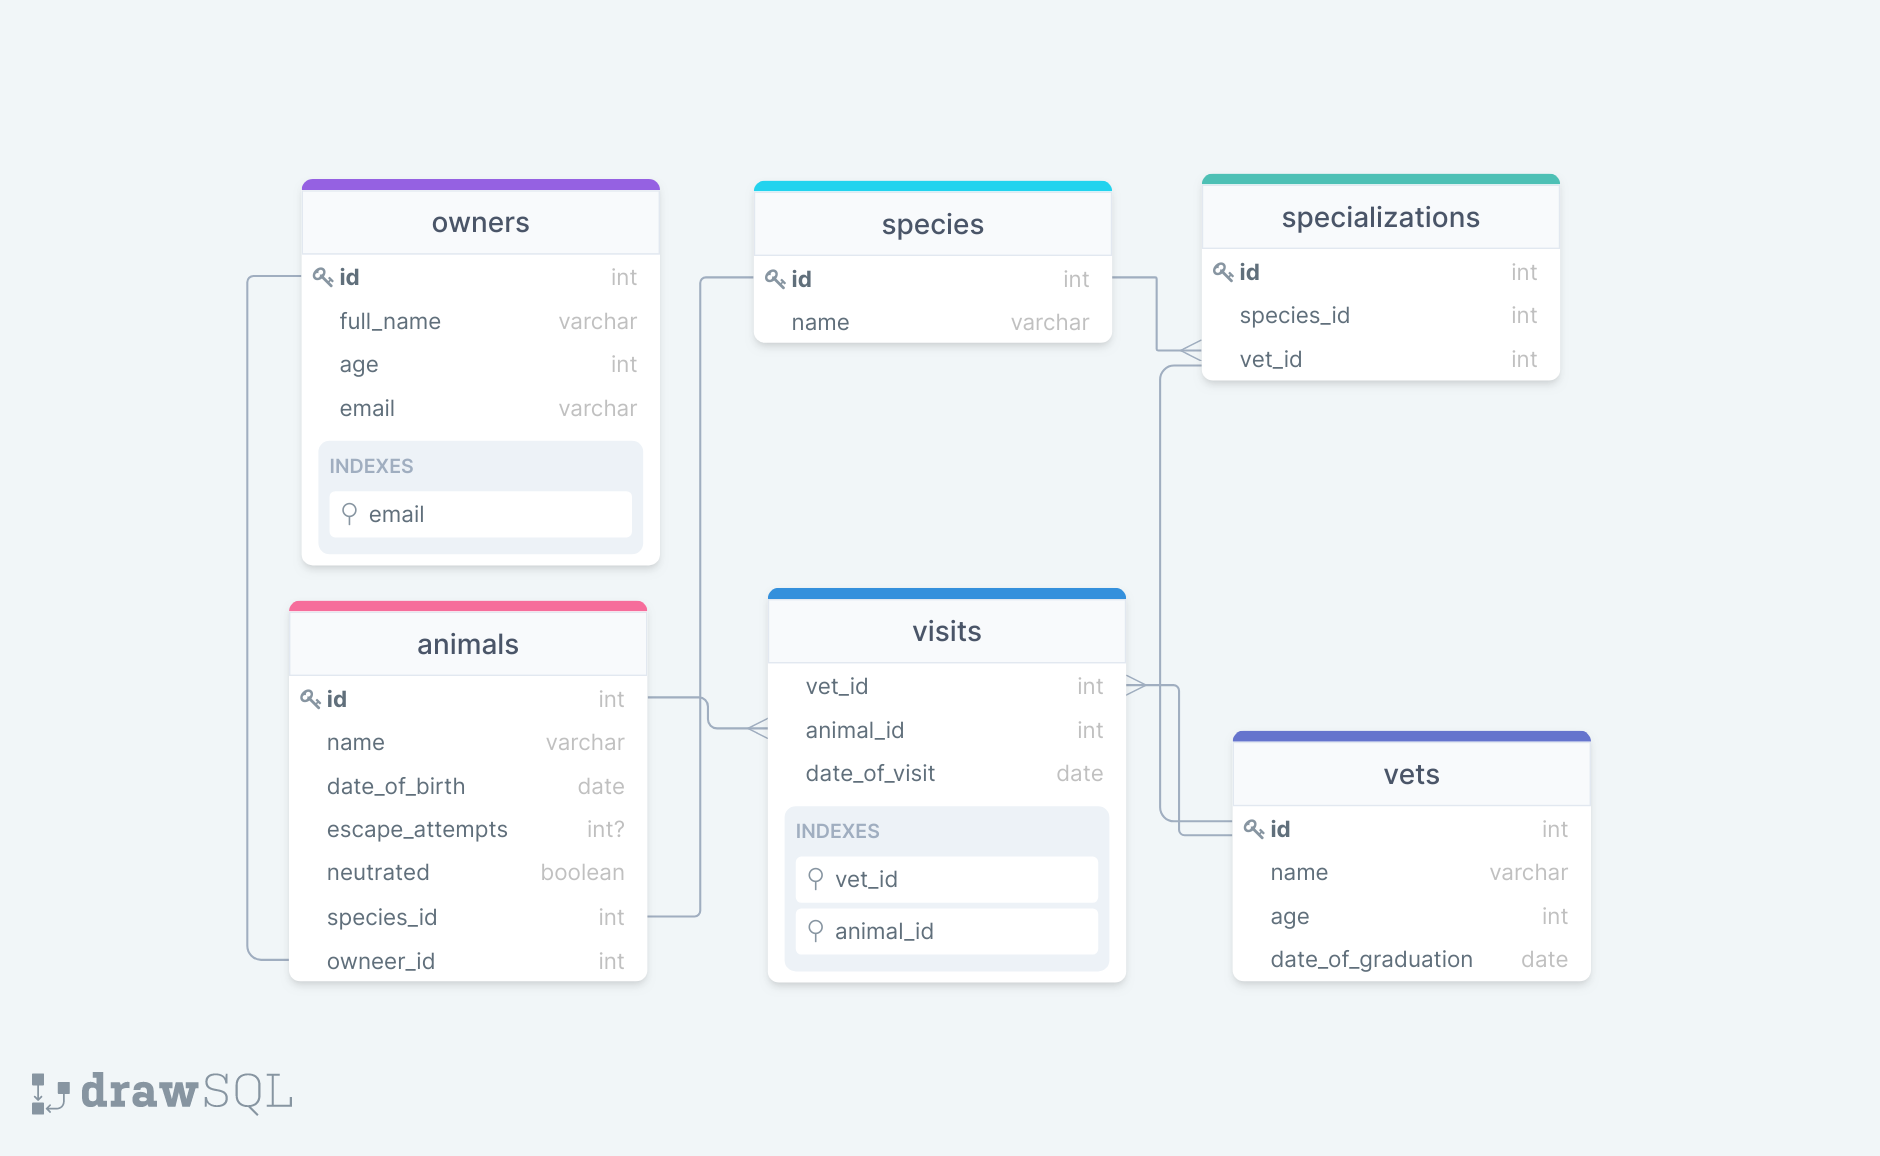 owners
id int
full_name varchar
age int
email varchar
INDEXES
email
species
id int
name varchar
specializations
id int
species_id int
vet_id int
animals
id int
name varchar
date_of_birth date
escape_attempts int?
neutrated boolean
species_id int
owneer_id int
visits
vet_id int
animal_id int
date_of_visit date
INDEXES
vet_id
animal_id
vets
id int
name varchar
age int
date_of_graduation date
drawSQL